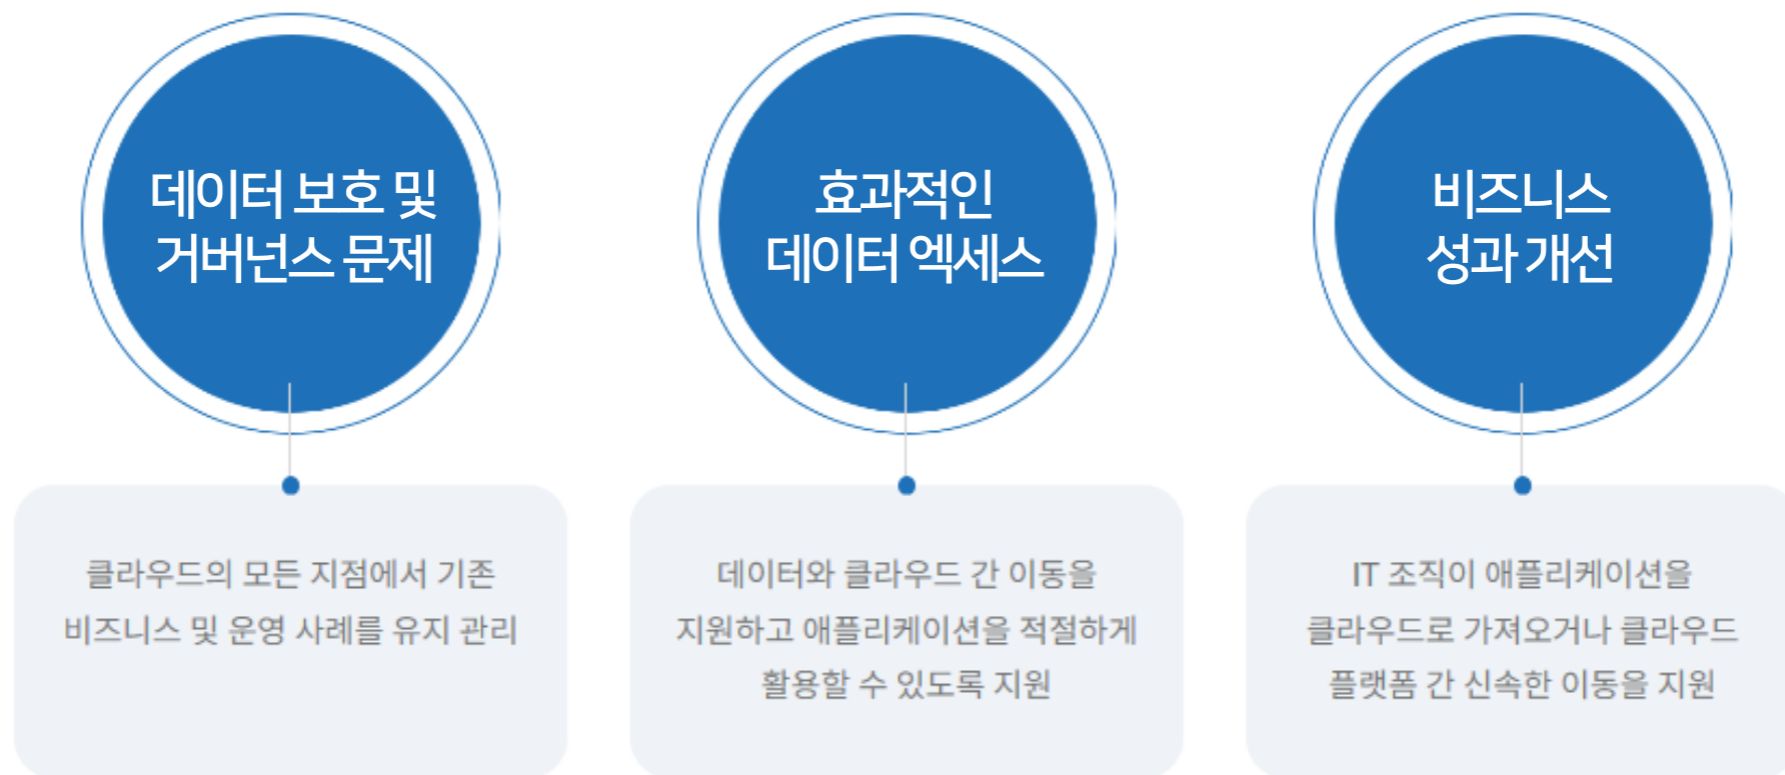 데이터 보호 및
거버넌스 문제
클라우드의 모든 지점에서 기존
비즈니스 및 운영 사례를 유지 관리
효과적인
데이터 엑세스
데이터와 클라우드 간 이동을
지원하고 애플리케이션을 적절하게
활용할 수 있도록 지원
비즈니스
성과 개선
IT 조직이 애플리케이션을
클라우드로 가져오거나 클라우드
플랫폼 간 신속한 이동을 지원